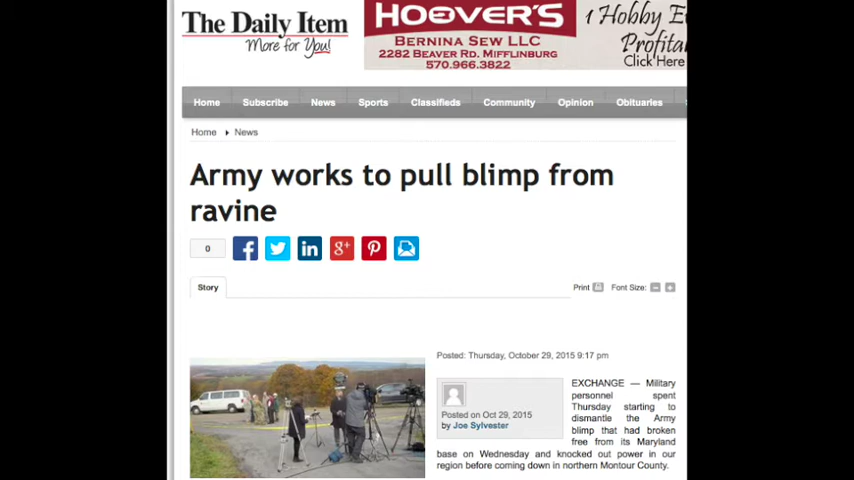 The Daily Item
More for You!
HOOVER'S
BERNINA SEW LLC
2282 BEAVER RD. MIFFLINBURG
570.966.3822
1 Hobby
Click Here
Home Subscribe News Sports Classifieds Community Opinion Obituaries
Home News
Army works to pull blimp from
ravine
0
Story
Print Font Size:
Posted: Thursday, October 29, 2015 9:17 pm
Posted on Oct 29, 2015
by Joe Sylvester
EXCHANGE — Military
personnel spent
Thursday starting to
dismantle the Army
blimp that had broken
free from its Maryland
base on Wednesday and knocked out power in our
region before coming down in northern Montour County.